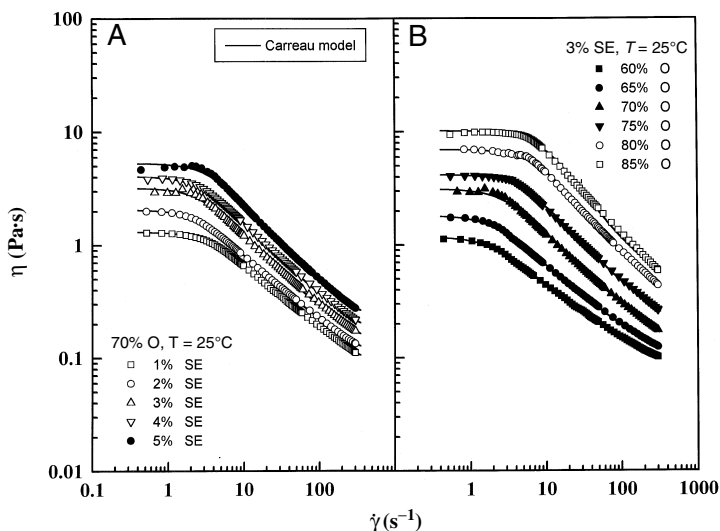 A
Carreau model
B
3% SE, T = 25°C
60% O
65% O
70% O
75% O
80% O
85% O
100
10
1
0.1
0.01
η (Pa·s)
70% O, T = 25°C
1% SE
2% SE
3% SE
4% SE
5% SE
0.1
1
10
100
1
10
100
1000
γ̇ (s⁻¹)